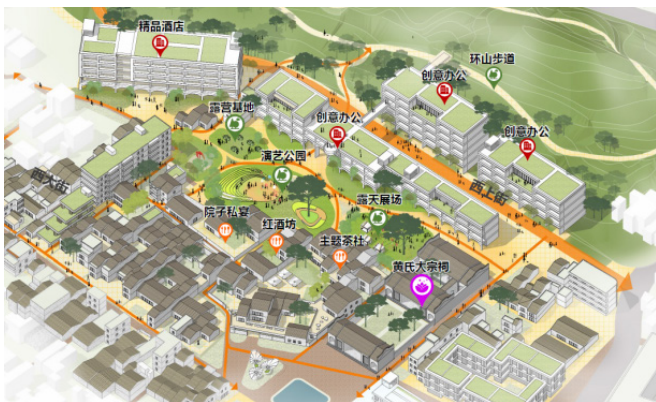 精品酒店
环山步道
创意办公
露营基地
创意办公
创意办公
演艺公园
西大街
西上街
露天展场
院子私宴
红酒坊
主题茶社
黄氏大宗祠